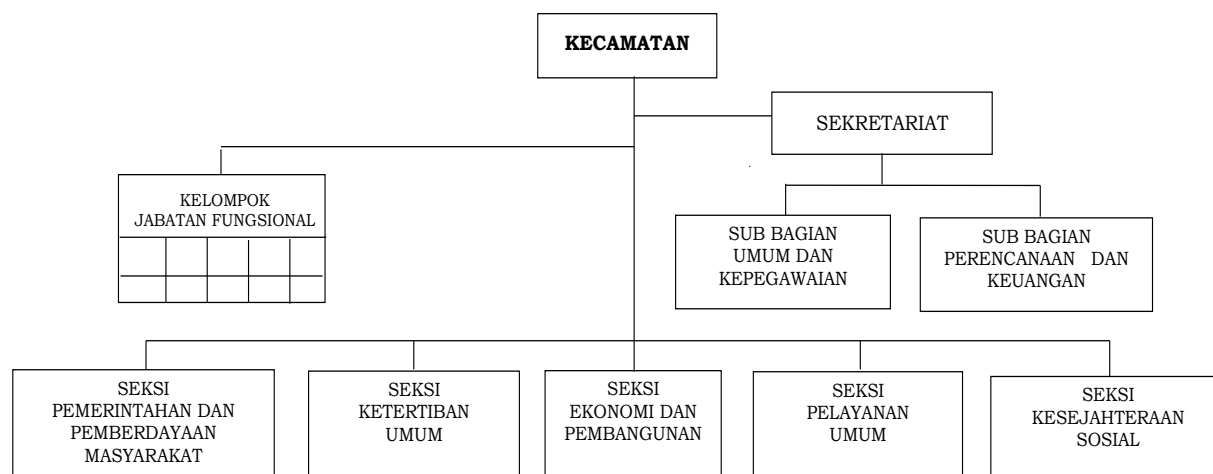 KECAMATAN
SEKRETARIAT
KELOMPOK
JABATAN FUNGSIONAL
SUB BAGIAN
UMUM DAN
KEPEGAWAIAN
SUB BAGIAN
PERENCANAAN DAN
KEUANGAN
SEKSI
PEMERINTAHAN DAN
PEMBERDAYAAN
MASYARAKAT
SEKSI
KETERTIBAN
UMUM
SEKSI
EKONOMI DAN
PEMBANGUNAN
SEKSI
PELAYANAN
UMUM
SEKSI
KESEJAHTERAAN
SOSIAL